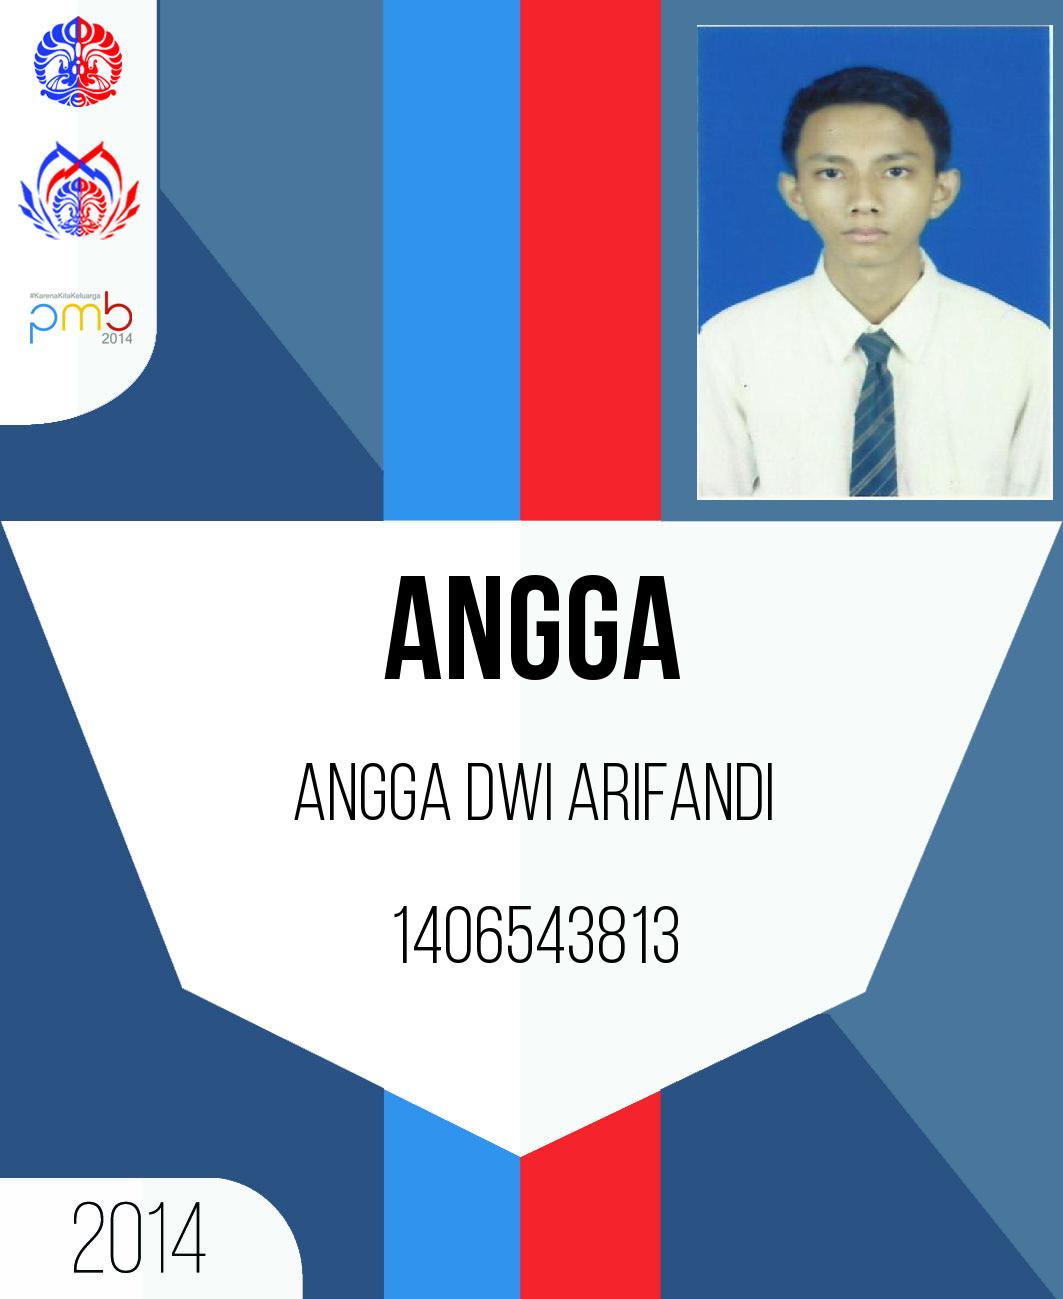 #KarenaKitaKeluarga
pmb
2014
ANGGA
ANGGA DWI ARIFANDI
1406543813
2014